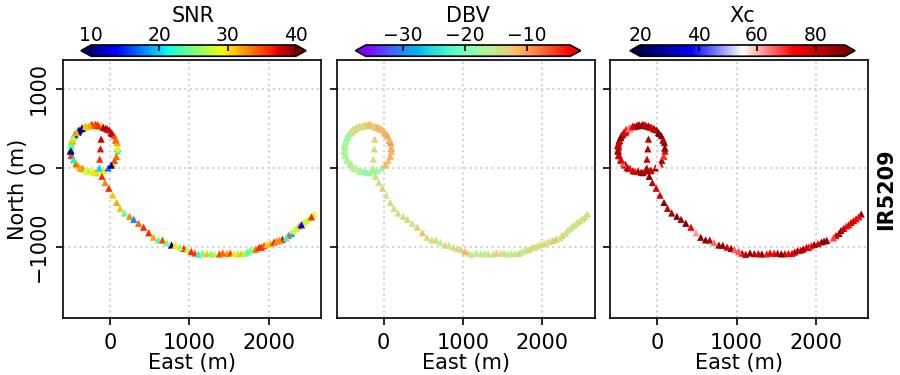 SNR DBV Xc
10 20 30 40 −30 −20 −10 20 40 60 80
1000
0
−1000
North (m)
IR5209
0 1000 2000 0 1000 2000 0 1000 2000
East (m) East (m) East (m)